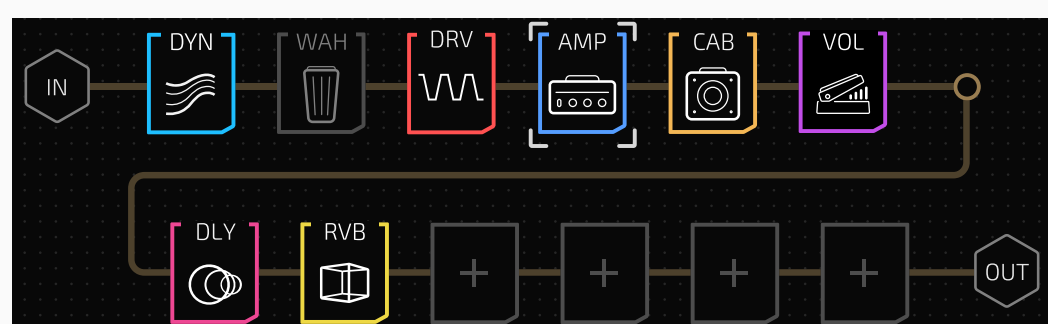 IN
DYN
WAH
DRV
AMP
CAB
VOL
DLY
RVB
OUT